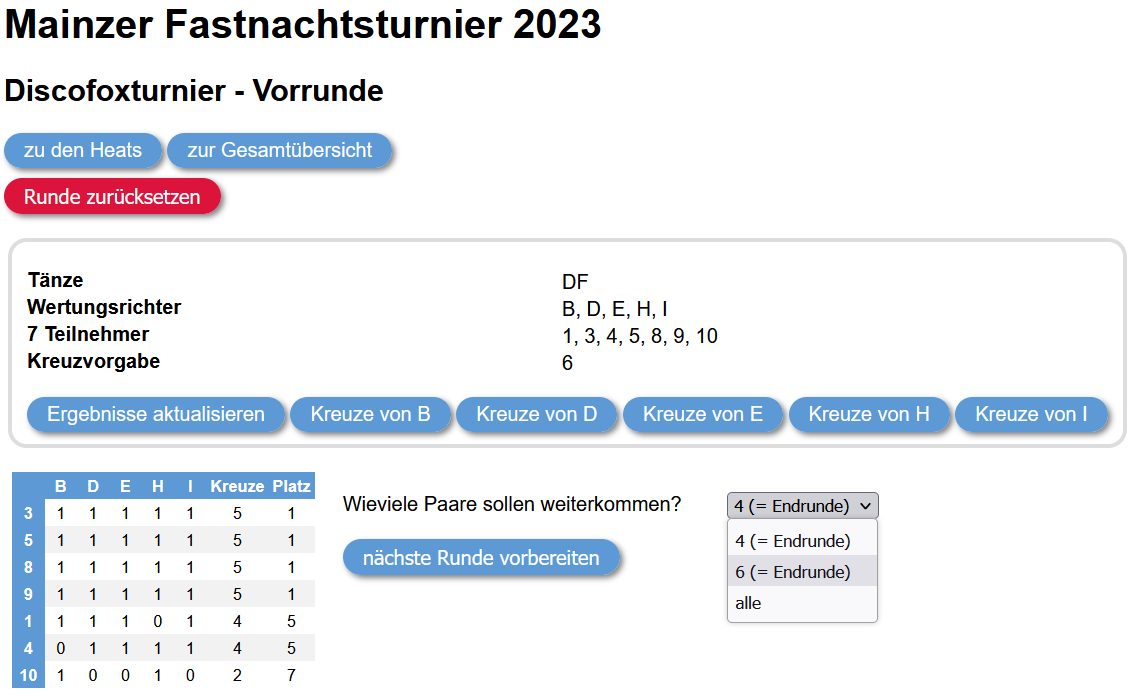 Mainzer Fastnachtsturnier 2023
Discofoxturnier - Vorrunde
zu den Heats zur Gesamtübersicht
Runde zurücksetzen
Tänze DF
Wertungsrichter B, D, E, H, I
7 Teilnehmer 1, 3, 4, 5, 8, 9, 10
Kreuzvorgabe 6
Ergebnisse aktualisieren Kreuze von B Kreuze von D Kreuze von E Kreuze von H Kreuze von I
B D E H I Kreuze Platz
3 1 1 1 1 1 5 1
5 1 1 1 1 1 5 1
8 1 1 1 1 1 5 1
9 1 1 1 1 1 5 1
1 1 1 1 0 1 4 5
4 0 1 1 1 1 4 5
10 1 0 0 1 0 2 7
Wieviele Paare sollen weiterkommen? 4 (= Endrunde)
nächste Runde vorbereiten
4 (= Endrunde)
6 (= Endrunde)
alle